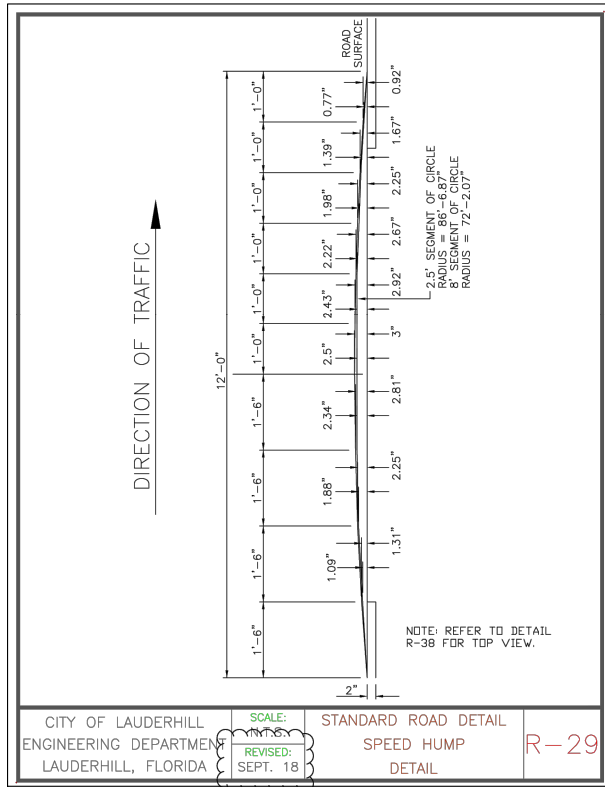 ROAD
SURFACE
0.92"
1'-0"
0.77"
1.67"
1'-0"
1.39"
2.25"
1'-0"
1.98"
2.67"
1'-0"
2.22"
2.92"
1'-0"
2.43"
3"
1'-0"
2.5"
2.81"
1'-6"
2.34"
2.25"
1'-6"
1.88"
1.31"
1'-6"
1.09"
1'-6"
2"
12'-0"
DIRECTION OF TRAFFIC
2.5' SEGMENT OF CIRCLE
RADIUS = 86'-6.87"
8' SEGMENT OF CIRCLE
RADIUS = 72'-2.07"
NOTE: REFER TO DETAIL
R-38 FOR TOP VIEW.
CITY OF LAUDERHILL
ENGINEERING DEPARTMENT
LAUDERHILL, FLORIDA
SCALE:
N.T.S.
REVISED:
SEPT. 18
STANDARD ROAD DETAIL
SPEED HUMP
DETAIL
R-29